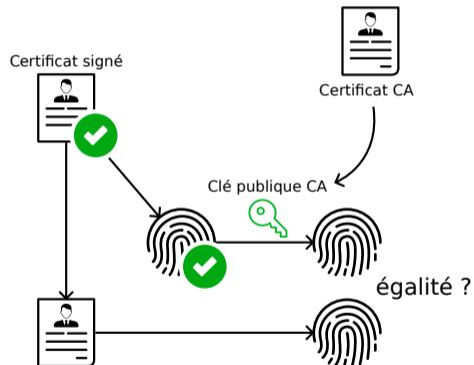 Certificat signé
Certificat CA
Clé publique CA
égalité ?